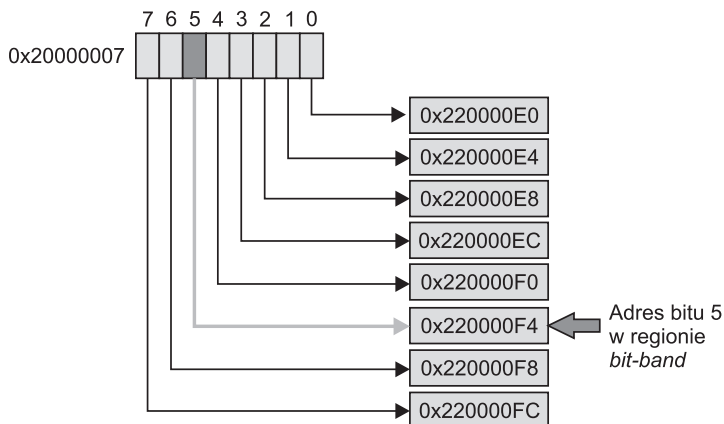 7 6 5 4 3 2 1 0
0x20000007
0x220000E0
0x220000E4
0x220000E8
0x220000EC
0x220000F0
0x220000F4
Adres bitu 5
w regionie
bit-band
0x220000F8
0x220000FC